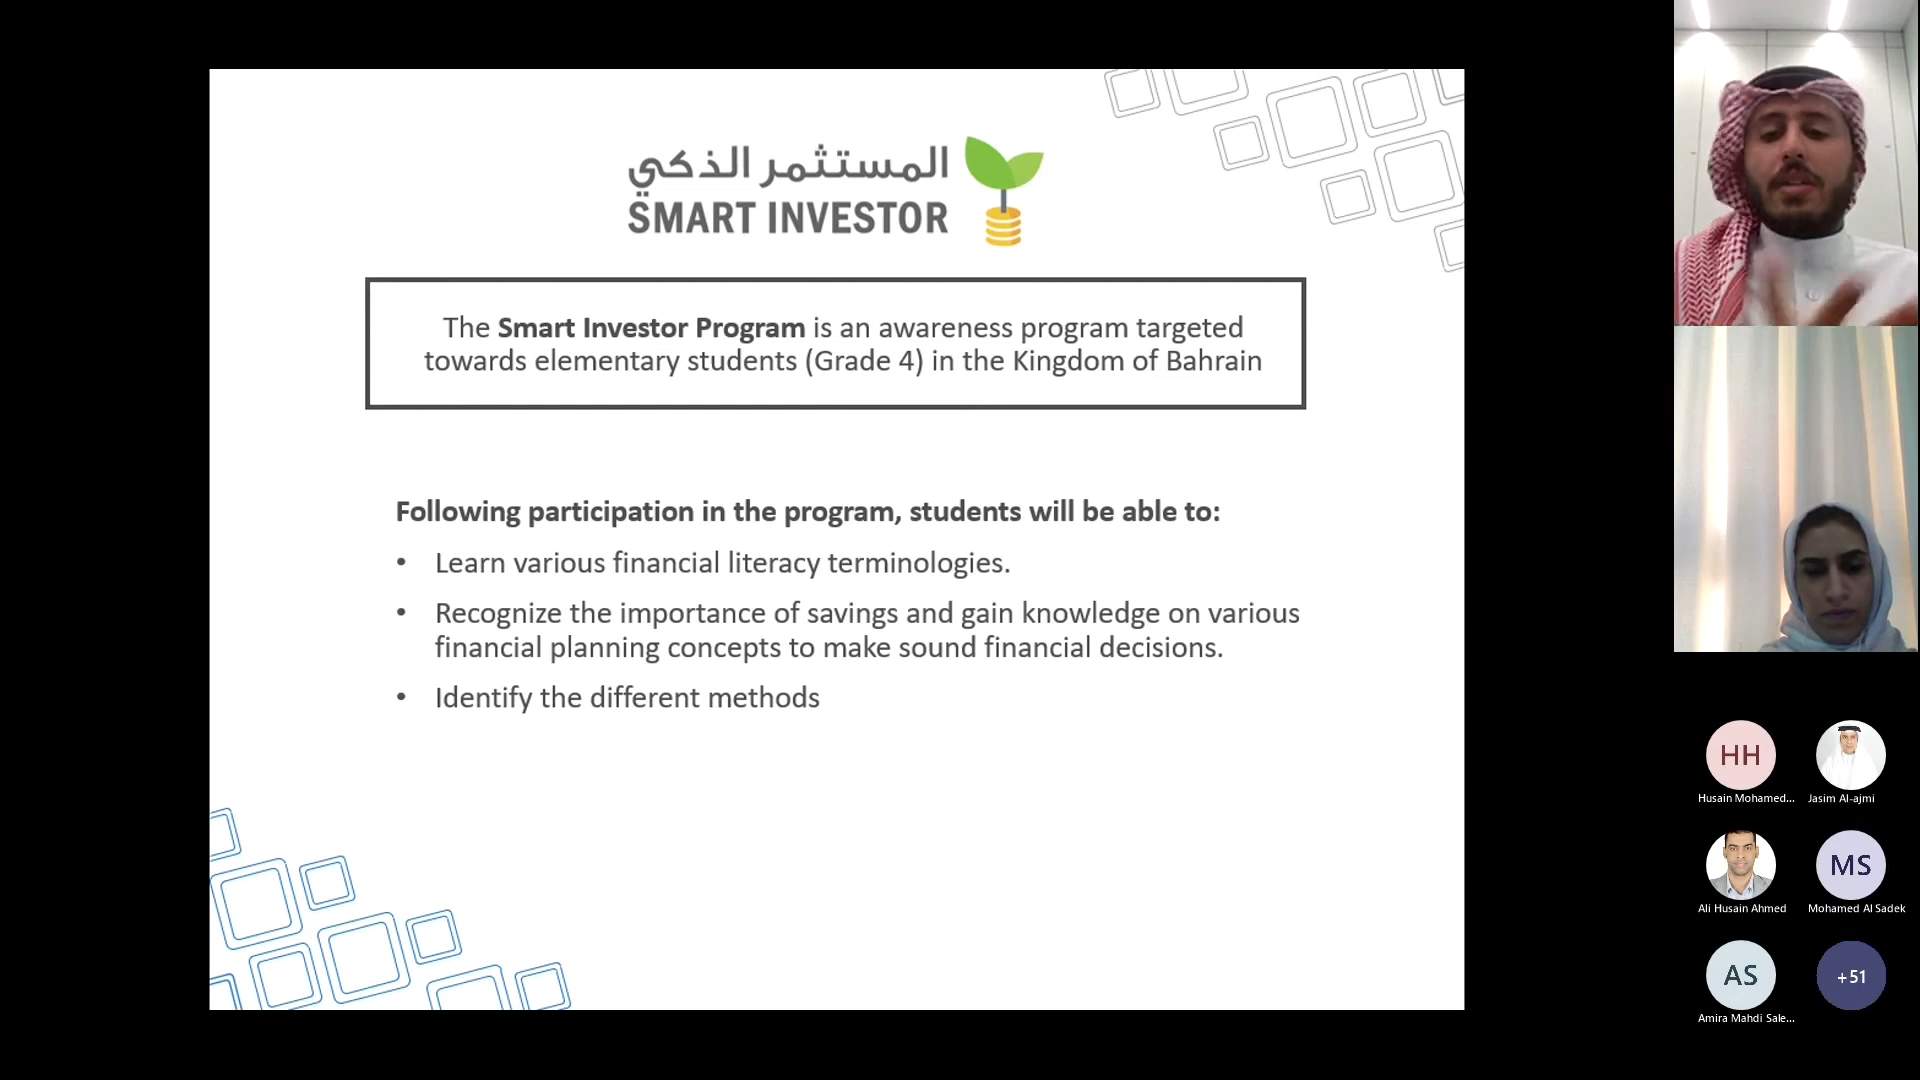 المستثمر الذكي
SMART INVESTOR
The Smart Investor Program is an awareness program targeted
towards elementary students (Grade 4) in the Kingdom of Bahrain
Following participation in the program, students will be able to:
• Learn various financial literacy terminologies.
• Recognize the importance of savings and gain knowledge on various
financial planning concepts to make sound financial decisions.
• Identify the different methods
HH
Husain Mohamed...
Jasim Al-ajmi
Ali Husain Ahmed
MS
Mohamed Al Sadek
AS
Amira Mahdi Sale...
+51